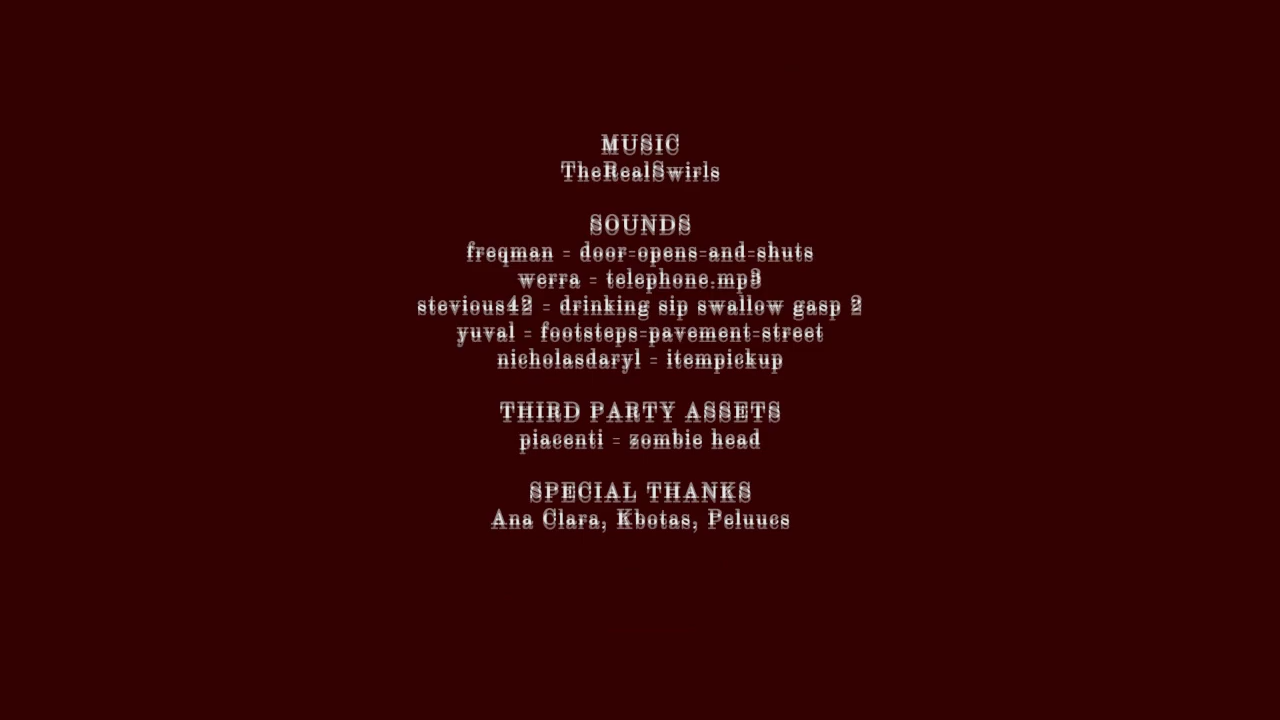 MUSIC
TheRealSwirls
SOUNDS
freqman - door-opens-and-shuts
werra - telephone.mp3
stevious42 - drinking sip swallow gasp 2
yuval - footsteps-pavement-street
nicholasdaryl - itempickup
THIRD PARTY ASSETS
piacenti - zombie head
SPECIAL THANKS
Ana Clara, Kbotas, Peluucs